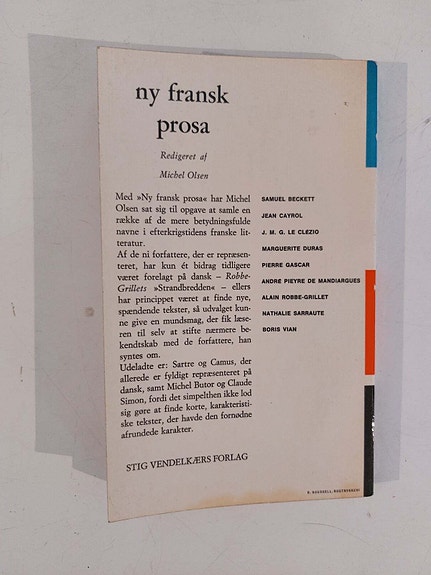 ny fransk
prosa
Redigeret af
Michel Olsen
Med »Ny fransk prosa« har Michel
Olsen sat sig til opgave at samle en
række af de mere betydningsfulde
navne i efterkrigstidens franske lit-
teratur.
Af de ni forfattere, der er repræsen-
teret, har kun ét bidrag tidligere
været forelagt på dansk – Robbe-
Grillets »Strandbredden« – ellers
har princippet været at finde nye,
spændende tekster, så udvalget kun-
ne give en mundsmag, der fik læse-
ren til selv at stifte nærmere be-
kendtskab med de forfattere, han
syntes om.
Udeladte er: Sartre og Camus, der
allerede er fyldigt repræsenteret på
dansk, samt Michel Butor og Claude
Simon, fordi det simpelthen ikke lod
sig gøre at finde korte, karakteristi-
ske tekster, der havde den fornødne
afrundede karakter.
STIG VENDELKÆRS FORLAG
SAMUEL BECKETT
JEAN CAYROL
J. M. G. LE CLEZIO
MARGUERITE DURAS
PIERRE GASCAR
ANDRE PIEYRE DE MANDIARGUES
ALAIN ROBBE-GRILLET
NATHALIE SARRAUTE
BORIS VIAN